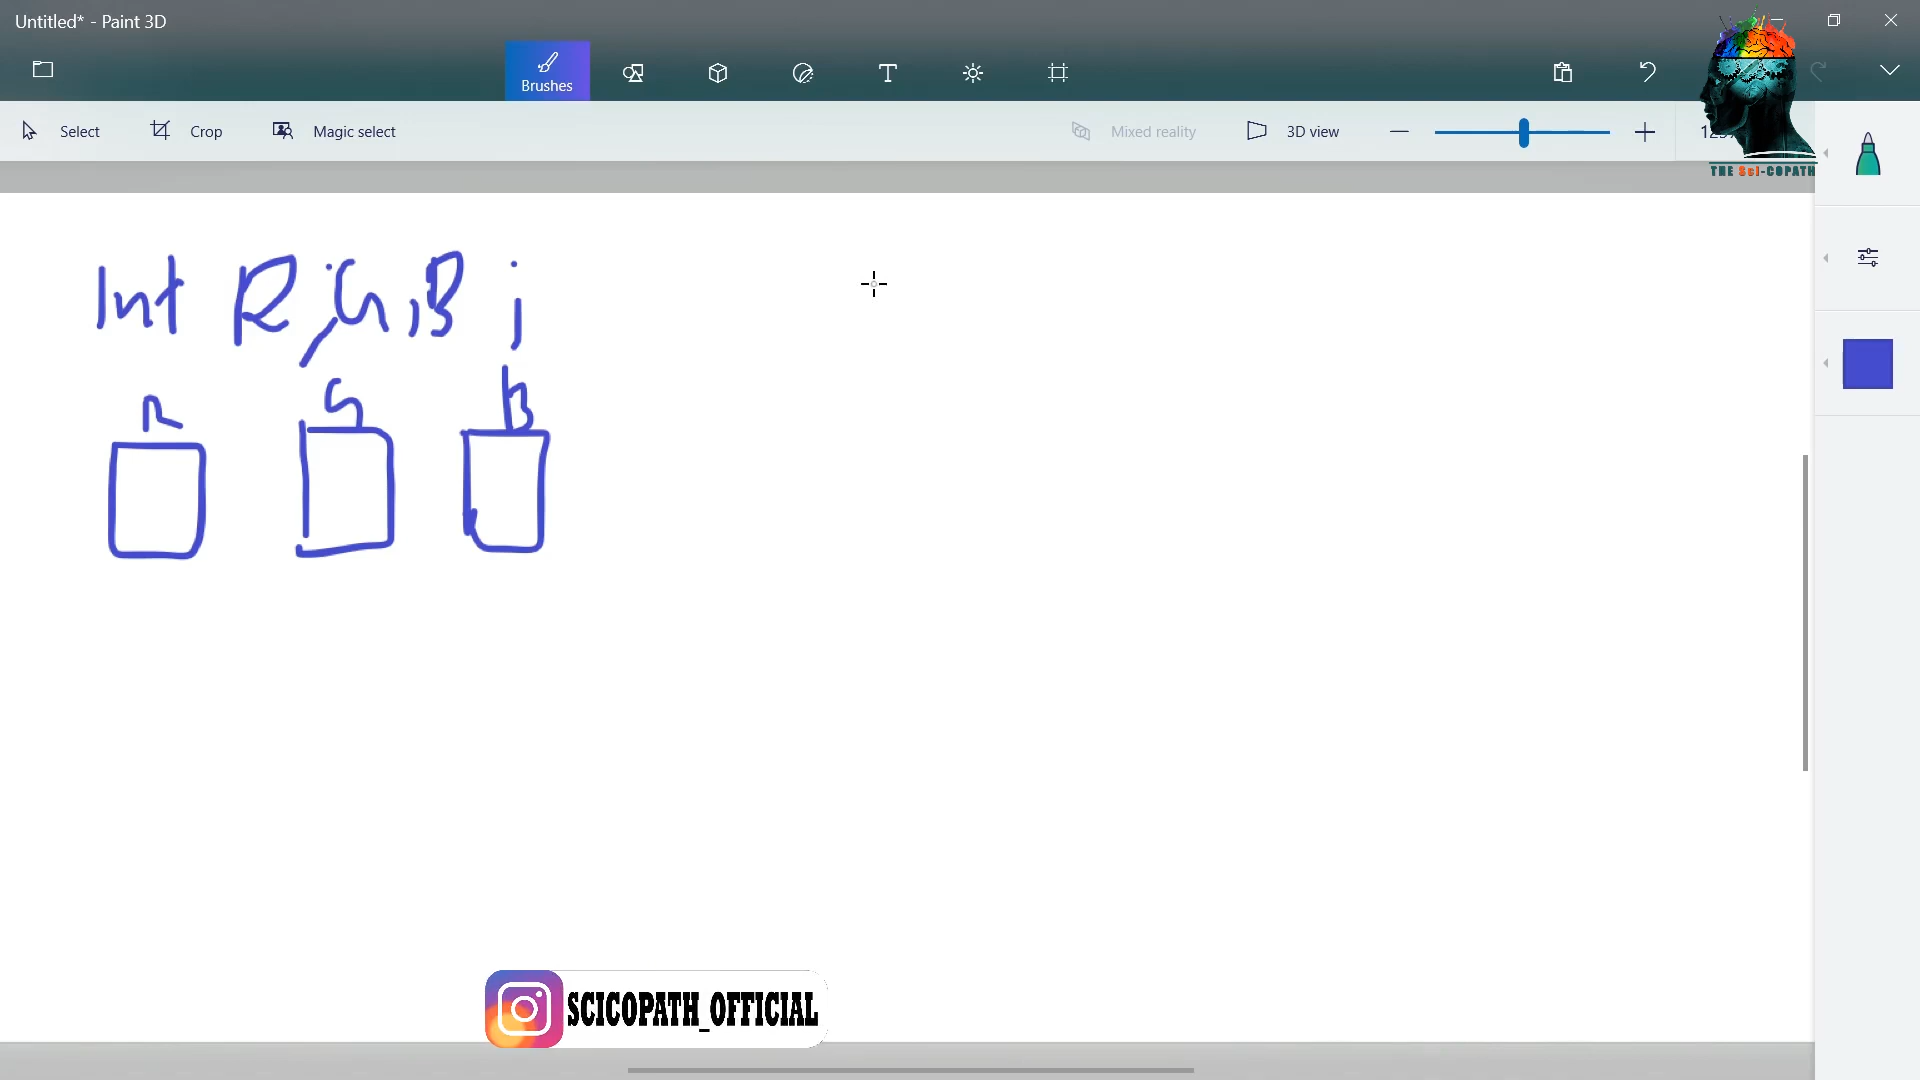 Untitled* - Paint 3D
Brushes
Select
Crop
Magic select
Mixed reality
3D view
THE Sci-COPATH
Int R,G,B ;
R G B
SCICOPATH_OFFICIAL